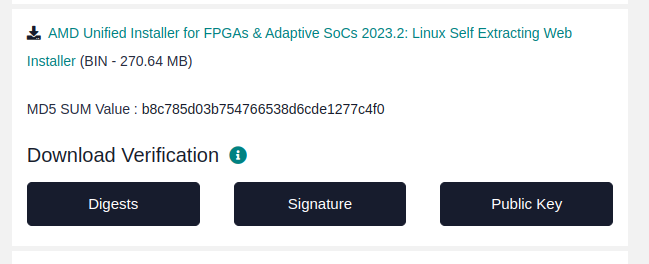 AMD Unified Installer for FPGAs & Adaptive SoCs 2023.2: Linux Self Extracting Web
Installer (BIN - 270.64 MB)
MD5 SUM Value : b8c785d03b754766538d6cde1277c4f0
Download Verification
Digests
Signature
Public Key